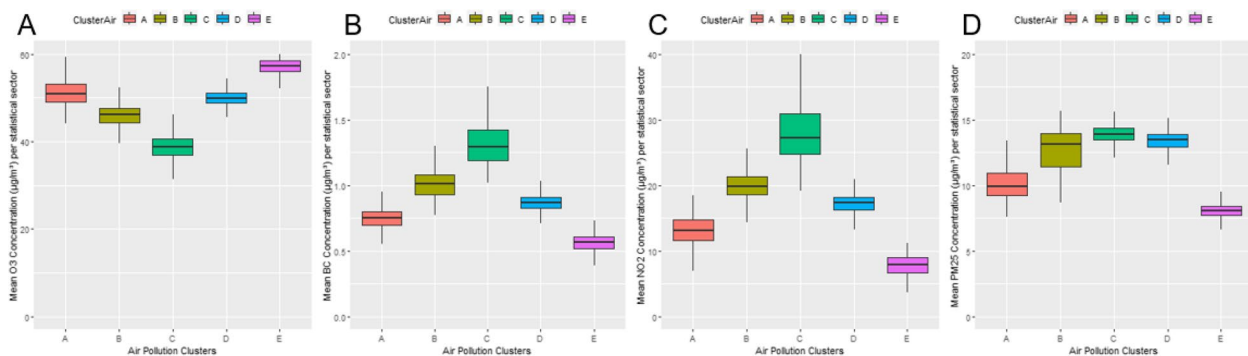 A
ClusterAir A B C D E
Mean O3 Concentration (µg/m³) per statistical sector
60
40
20
0
A B C D E
Air Pollution Clusters
B
ClusterAir A B C D E
Mean BC Concentration (µg/m³) per statistical sector
2.0
1.5
1.0
0.5
0.0
A B C D E
Air Pollution Clusters
C
ClusterAir A B C D E
Mean NO2 Concentration (µg/m³) per statistical sector
40
30
20
10
0
A B C D E
Air Pollution Clusters
D
ClusterAir A B C D E
Mean PM25 Concentration (µg/m³) per statistical sector
20
15
10
5
0
A B C D E
Air Pollution Clusters